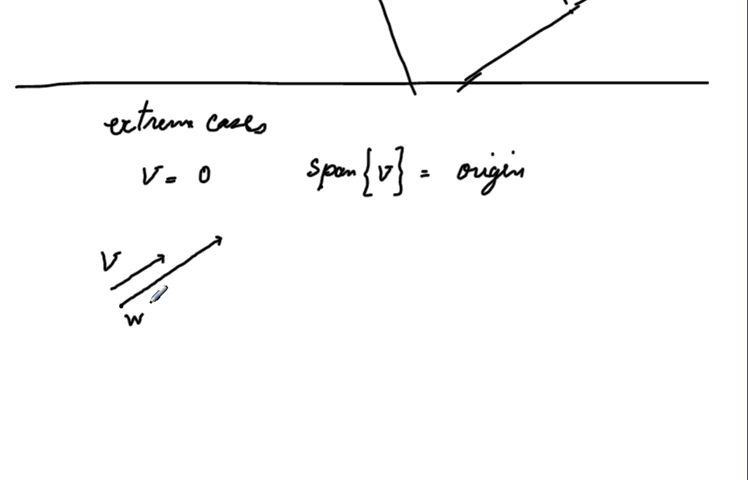 extrem cases
V = 0 span{v} = origin
V
w